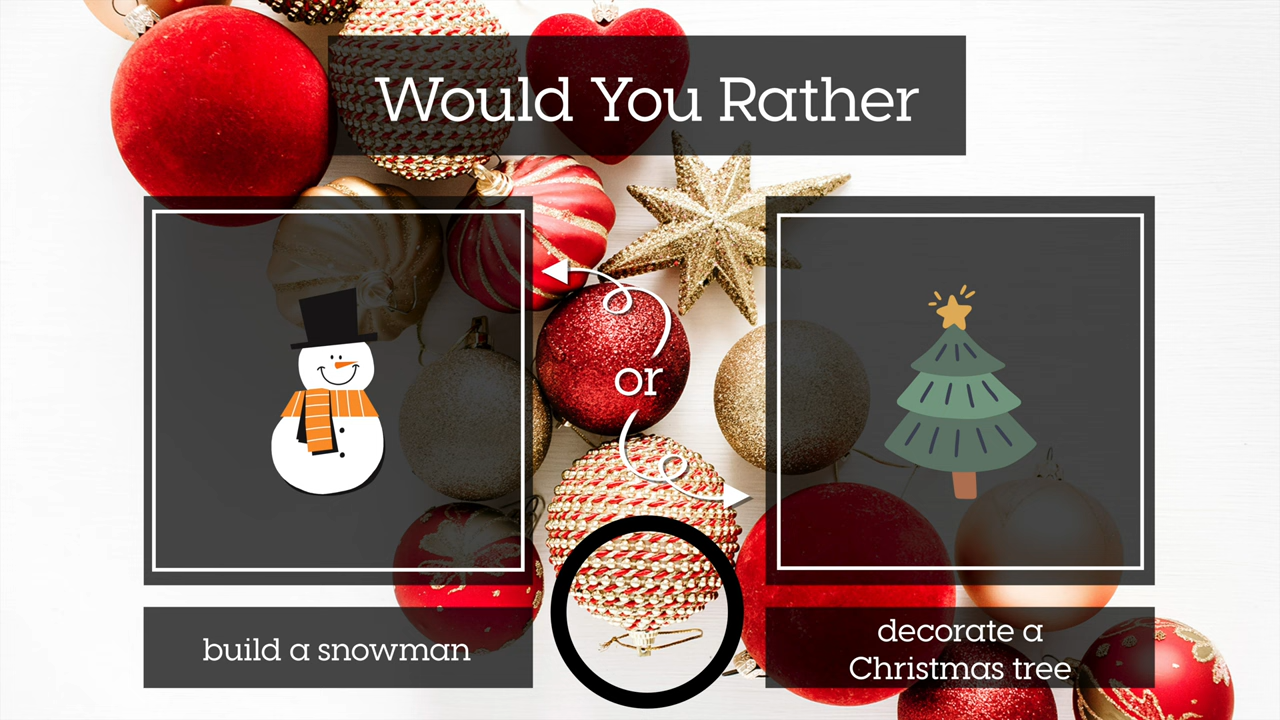 Would You Rather
or
build a snowman
decorate a
Christmas tree